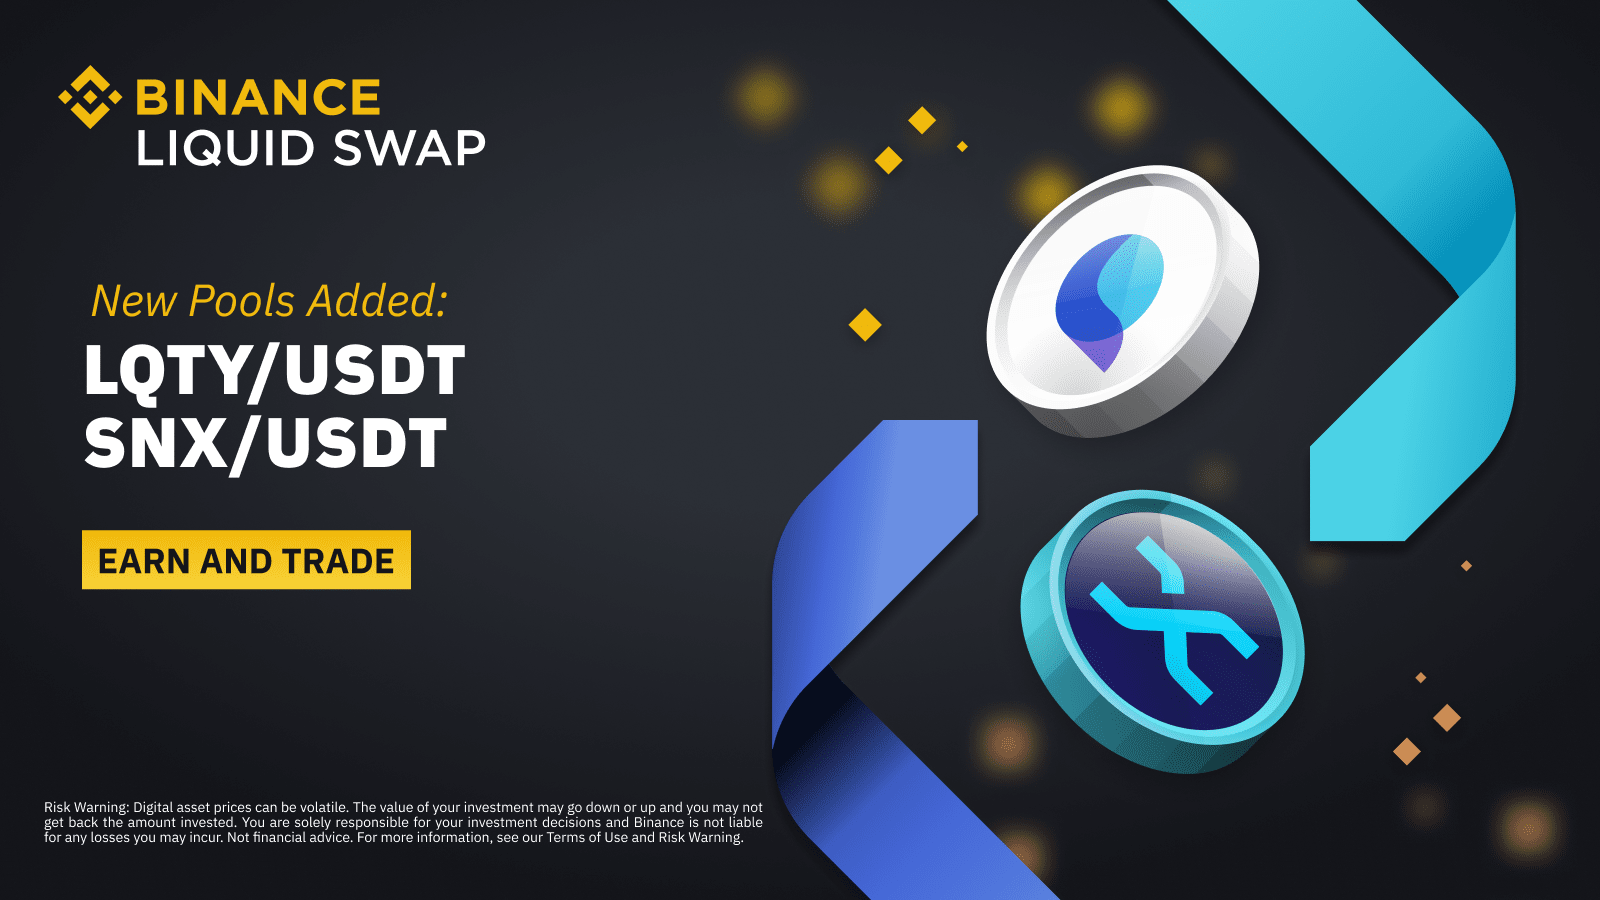 BINANCE
LIQUID SWAP
New Pools Added:
LQTY/USDT
SNX/USDT
EARN AND TRADE
Risk Warning: Digital asset prices can be volatile. The value of your investment may go down or up and you may not
get back the amount invested. You are solely responsible for your investment decisions and Binance is not liable
for any losses you may incur. Not financial advice. For more information, see our Terms of Use and Risk Warning.